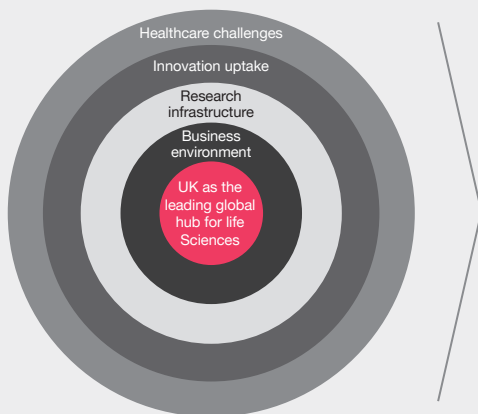 Healthcare challenges
Innovation uptake
Research
infrastructure
Business
environment
UK as the
leading global
hub for life
Sciences